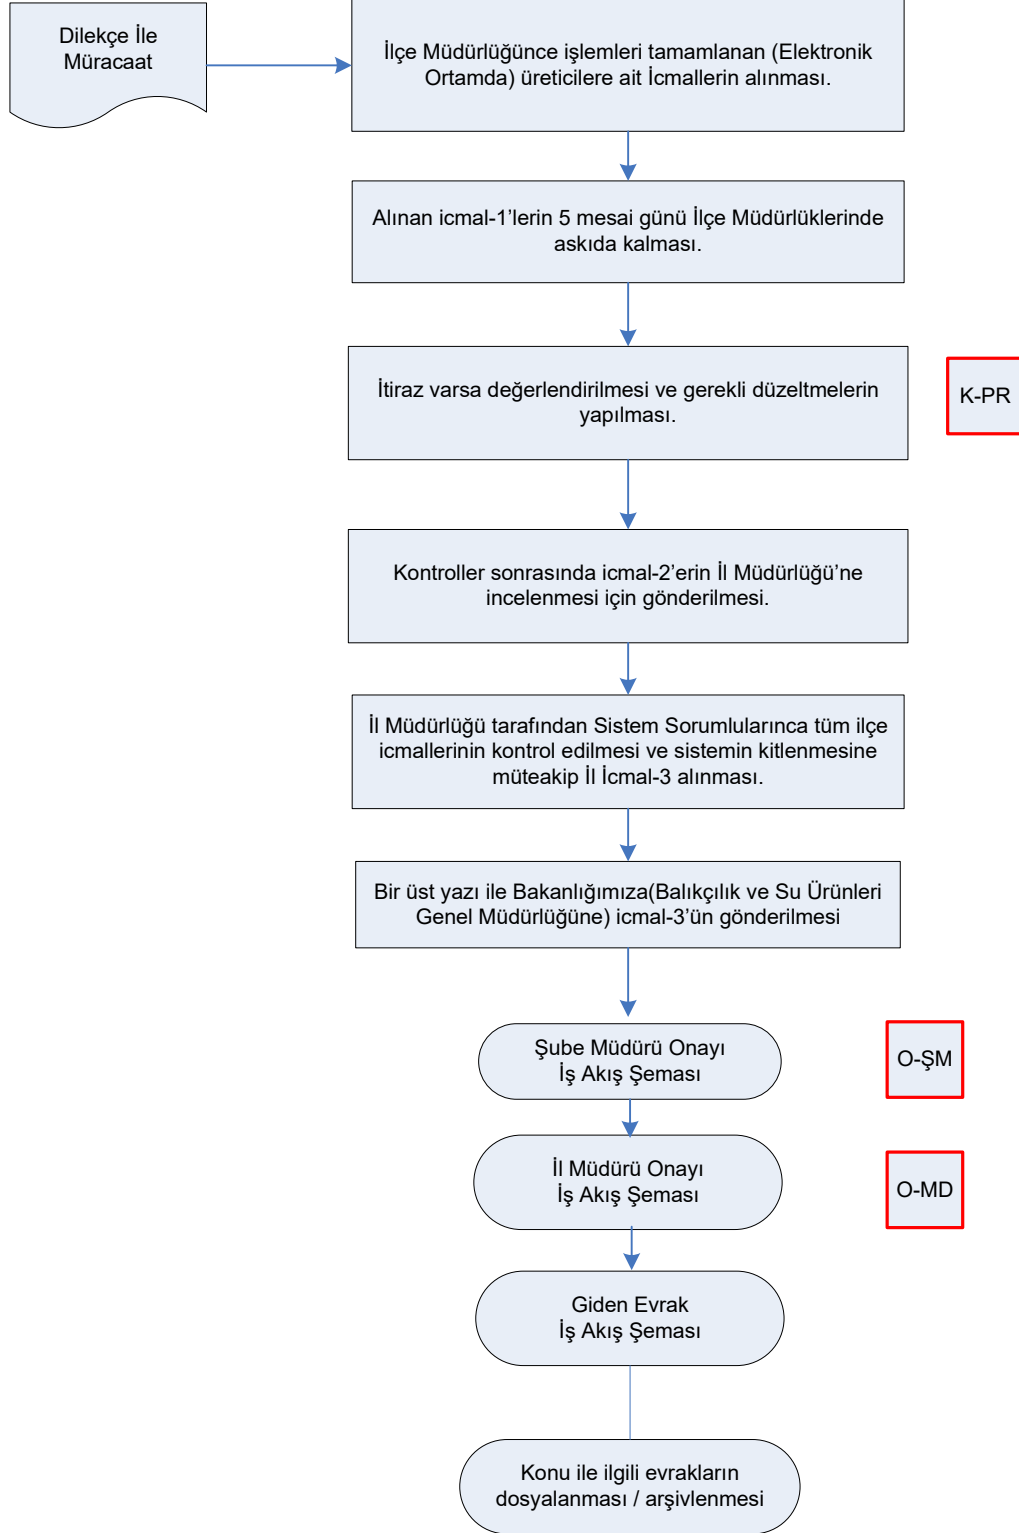 Dilekçe İle
Müracaat
İlçe Müdürlüğünce işlemleri tamamlanan (Elektronik
Ortamda) üreticilere ait İcmallerin alınması.
Alınan icmal-1’lerin 5 mesai günü İlçe Müdürlüklerinde
askıda kalması.
İtiraz varsa değerlendirilmesi ve gerekli düzeltmelerin
yapılması.
K-PR
Kontroller sonrasında icmal-2’erin İl Müdürlüğü’ne
incelenmesi için gönderilmesi.
İl Müdürlüğü tarafından Sistem Sorumlularınca tüm ilçe
icmallerinin kontrol edilmesi ve sistemin kitlenmesine
müteakip İl İcmal-3 alınması.
Bir üst yazı ile Bakanlığımıza(Balıkçılık ve Su Ürünleri
Genel Müdürlüğüne) icmal-3’ün gönderilmesi
Şube Müdürü Onayı
İş Akış Şeması
O-ŞM
İl Müdürü Onayı
İş Akış Şeması
O-MD
Giden Evrak
İş Akış Şeması
Konu ile ilgili evrakların
dosyalanması / arşivlenmesi